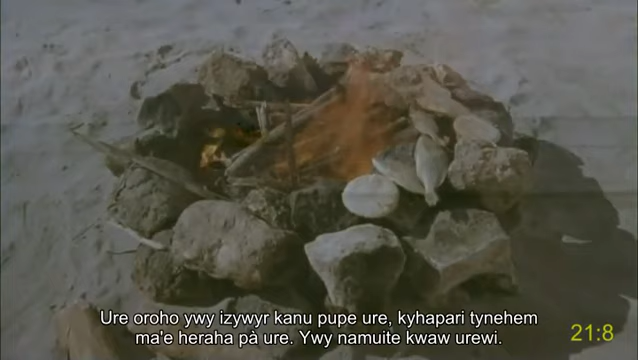 Ure oroho ywy izywyr kanu pupe ure, kyhapari tynehem
ma'e heraha pà ure. Ywy namuite kwaw urewi.
21:8